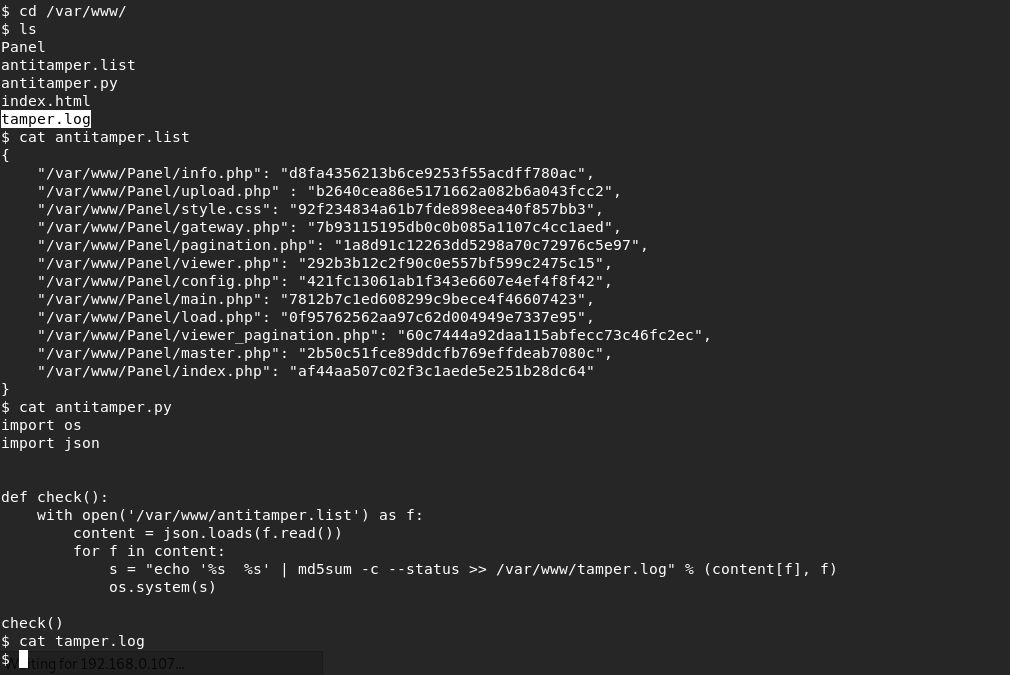 $ cd /var/www/
$ ls
Panel
antitamper.list
antitamper.py
index.html
tamper.log
$ cat antitamper.list
{
    "/var/www/Panel/info.php": "d8fa4356213b6ce9253f55acdff780ac",
    "/var/www/Panel/upload.php" : "b2640cea86e5171662a082b6a043fcc2",
    "/var/www/Panel/style.css": "92f234834a61b7fde898eea40f857bb3",
    "/var/www/Panel/gateway.php": "7b93115195db0c0b085a1107c4cc1aed",
    "/var/www/Panel/pagination.php": "1a8d91c12263dd5298a70c72976c5e97",
    "/var/www/Panel/viewer.php": "292b3b12c2f90c0e557bf599c2475c15",
    "/var/www/Panel/config.php": "421fc13061ab1f343e6607e4ef4f8f42",
    "/var/www/Panel/main.php": "7812b7c1ed608299c9bece4f46607423",
    "/var/www/Panel/load.php": "0f95762562aa97c62d004949e7337e95",
    "/var/www/Panel/viewer_pagination.php": "60c7444a92daa115abfecc73c46fc2ec",
    "/var/www/Panel/master.php": "2b50c51fce89ddcfb769effdeab7080c",
    "/var/www/Panel/index.php": "af44aa507c02f3c1aede5e251b28dc64"
}
$ cat antitamper.py
import os
import json
def check():
    with open('/var/www/antitamper.list') as f:
        content = json.loads(f.read())
        for f in content:
            s = "echo '%s  %s' | md5sum -c --status >> /var/www/tamper.log" % (content[f], f)
            os.system(s)
check()
$ cat tamper.log
$
for 192.168.0.107...